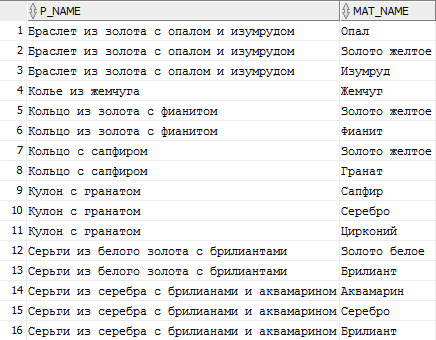 P_NAME MAT_NAME
1 Браслет из золота с опалом и изумрудом Опал
2 Браслет из золота с опалом и изумрудом Золото желтое
3 Браслет из золота с опалом и изумрудом Изумруд
4 Колье из жемчуга Жемчуг
5 Кольцо из золота с фианитом Золото желтое
6 Кольцо из золота с фианитом Фианит
7 Кольцо с сапфиром Золото желтое
8 Кольцо с сапфиром Гранат
9 Кулон с гранатом Сапфир
10 Кулон с гранатом Серебро
11 Кулон с гранатом Цирконий
12 Серьги из белого золота с брилиантами Золото белое
13 Серьги из белого золота с брилиантами Брилиант
14 Серьги из серебра с брилианами и аквамарином Аквамарин
15 Серьги из серебра с брилианами и аквамарином Серебро
16 Серьги из серебра с брилианами и аквамарином Брилиант